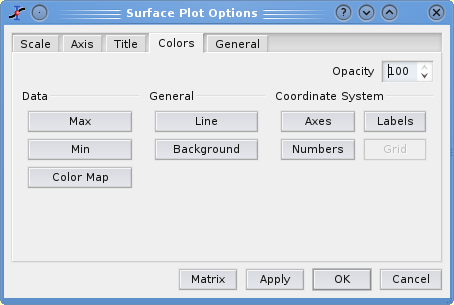 Surface Plot Options
Scale Axis Title Colors General
Opacity 100
Data General Coordinate System
Max Line Axes Labels
Min Background Numbers Grid
Color Map
Matrix Apply OK Cancel